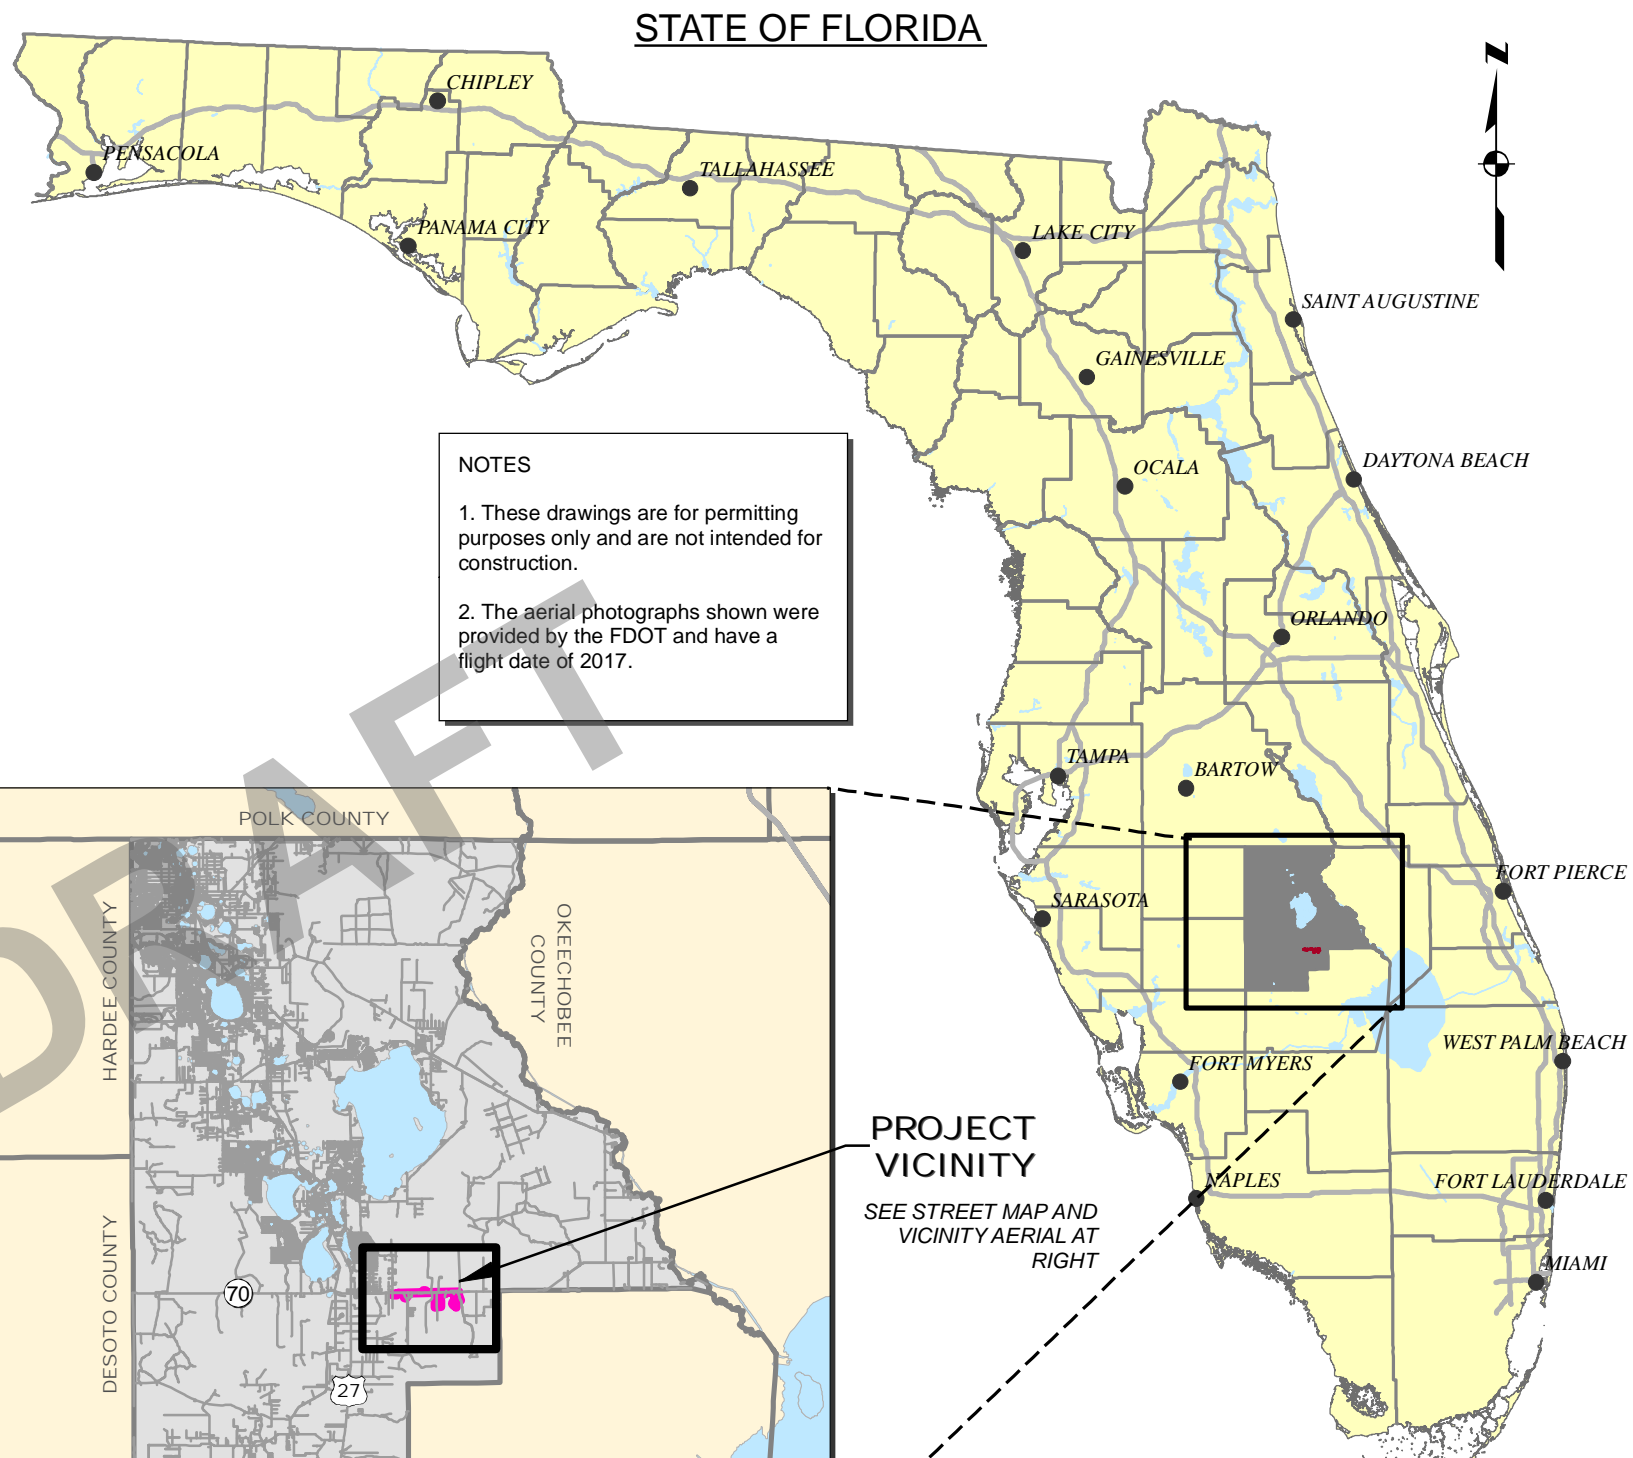 STATE OF FLORIDA
N
CHIPLEY
PENSACOLA
TALLAHASSEE
PANAMA CITY
LAKE CITY
SAINT AUGUSTINE
GAINESVILLE
OCALA
DAYTONA BEACH
ORLANDO
TAMPA
BARTOW
FORT PIERCE
SARASOTA
WEST PALM BEACH
FORT MYERS
NAPLES
FORT LAUDERDALE
MIAMI
NOTES
1. These drawings are for permitting
purposes only and are not intended for
construction.
2. The aerial photographs shown were
provided by the FDOT and have a
flight date of 2017.
DRAFT
POLK COUNTY
HARDEE COUNTY
OKEECHOBEE
COUNTY
DESOTO COUNTY
70
27
PROJECT
VICINITY
SEE STREET MAP AND
VICINITY AERIAL AT
RIGHT